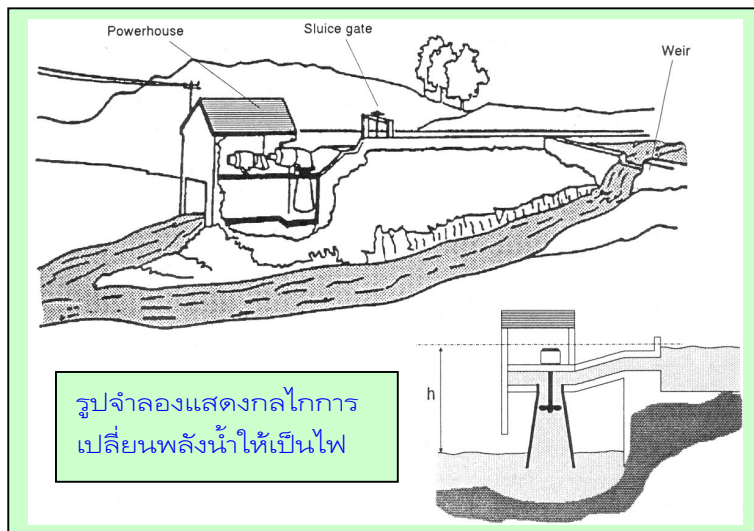 Powerhouse
Sluice gate
Weir
h
รูปจำลองแสดงกลไกการ
เปลี่ยนพลังน้ำให้เป็นไฟ